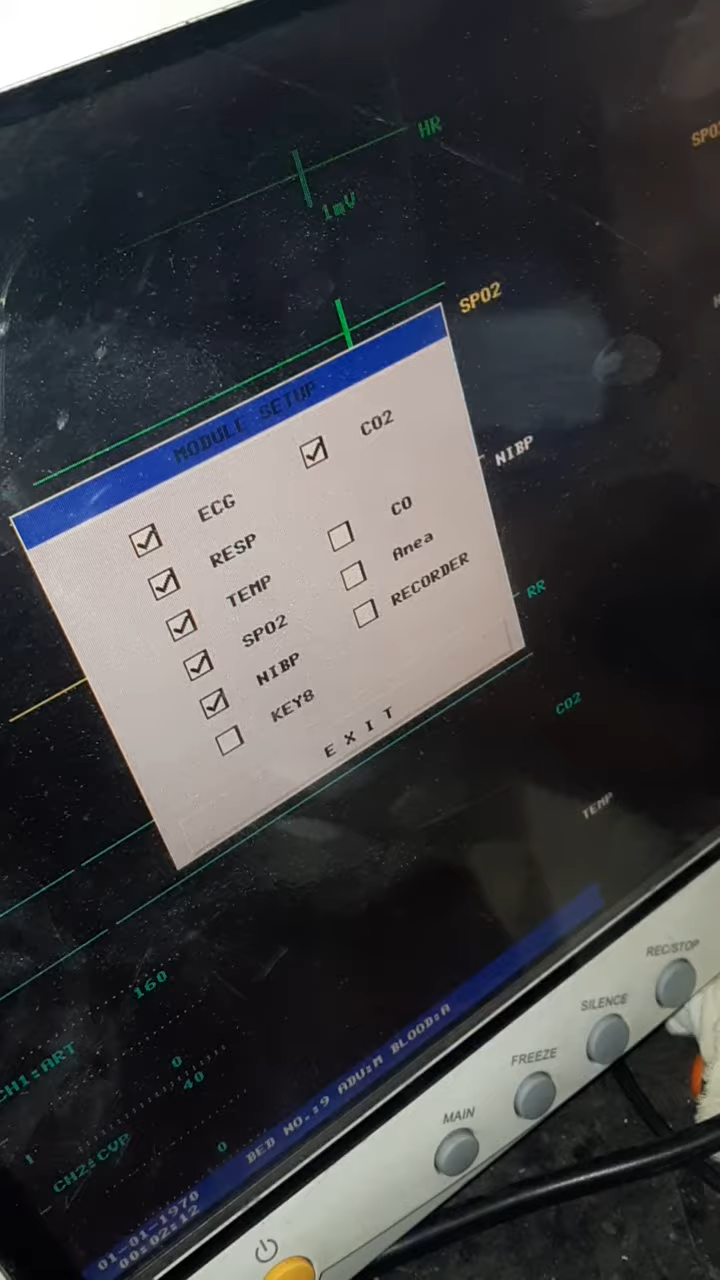 HR
SPO2
1mV
SPO2
MODULE SETUP
CO2
ECG
NIBP
RESP
CO
TEMP
Anea
SPO2
RECORDER
NIBP
RR
KEY8
EXIT
CO2
TEMP
160
CH1:ART
0
40
CH2:CVP
0
BED NO.:9 ADU:M BLOOD:A
01-01-1970
00:02:12
REC/STOP
SILENCE
FREEZE
MAIN